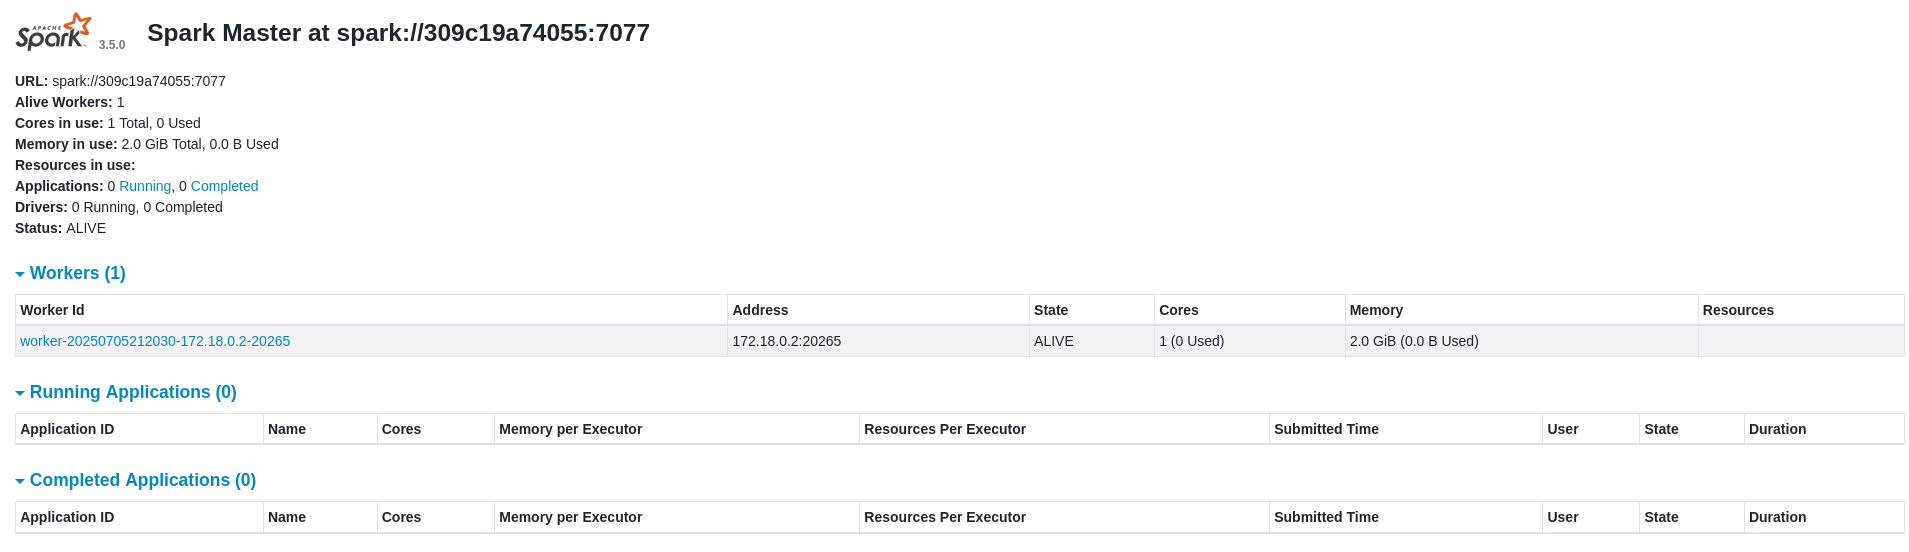 APACHE Spark 3.5.0 Spark Master at spark://309c19a74055:7077
URL: spark://309c19a74055:7077
Alive Workers: 1
Cores in use: 1 Total, 0 Used
Memory in use: 2.0 GiB Total, 0.0 B Used
Resources in use:
Applications: 0 Running, 0 Completed
Drivers: 0 Running, 0 Completed
Status: ALIVE
Workers (1)
Worker Id Address State Cores Memory Resources
worker-20250705212030-172.18.0.2-20265 172.18.0.2:20265 ALIVE 1 (0 Used) 2.0 GiB (0.0 B Used)
Running Applications (0)
Application ID Name Cores Memory per Executor Resources Per Executor Submitted Time User State Duration
Completed Applications (0)
Application ID Name Cores Memory per Executor Resources Per Executor Submitted Time User State Duration